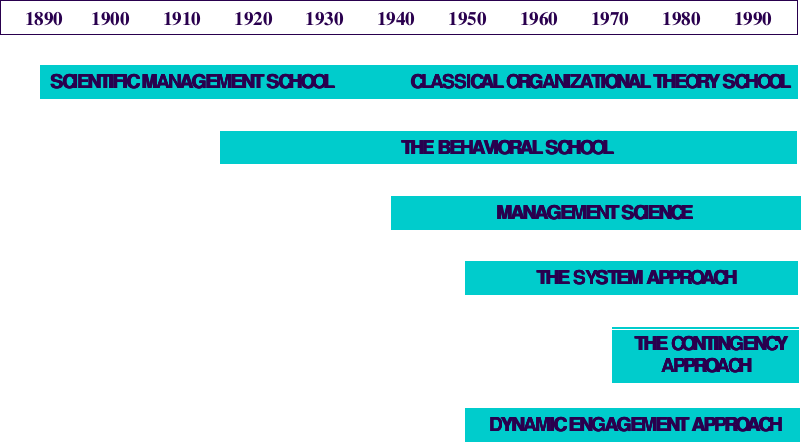 1890 1900 1910 1920 1930 1940 1950 1960 1970 1980 1990
SCIENTIFIC MANAGEMENT SCHOOL CLASSICAL ORGANIZATIONAL THEORY SCHOOL
THE BEHAVIORAL SCHOOL
MANAGEMENT SCIENCE
THE SYSTEM APPROACH
THE CONTINGENCY
APPROACH
DYNAMIC ENGAGEMENT APPROACH